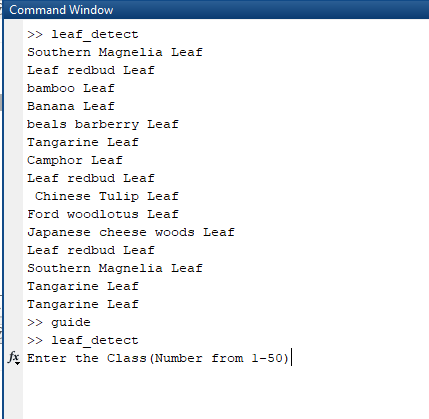 Command Window
>> leaf_detect
Southern Magnelia Leaf
Leaf redbud Leaf
bamboo Leaf
Banana Leaf
beals barberry Leaf
Tangarine Leaf
Camphor Leaf
Leaf redbud Leaf
Chinese Tulip Leaf
Ford woodlotus Leaf
Japanese cheese woods Leaf
Leaf redbud Leaf
Southern Magnelia Leaf
Tangarine Leaf
Tangarine Leaf
>> guide
>> leaf_detect
fx Enter the Class(Number from 1-50)